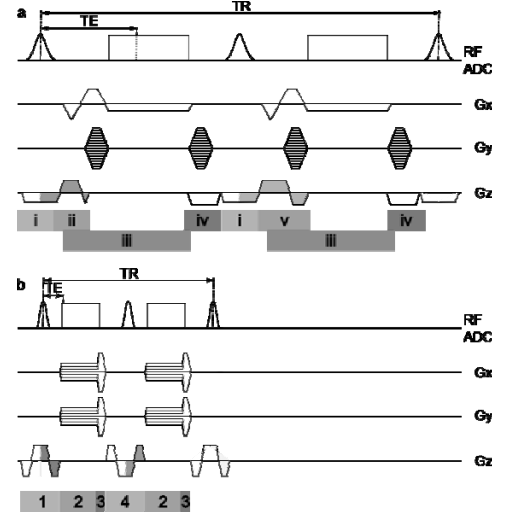 a
TR
TE
RF
ADC
Gx
Gy
Gz
i ii iv i v iv
iii iii
b
TR
TE
RF
ADC
Gx
Gy
Gz
1 2 3 4 2 3